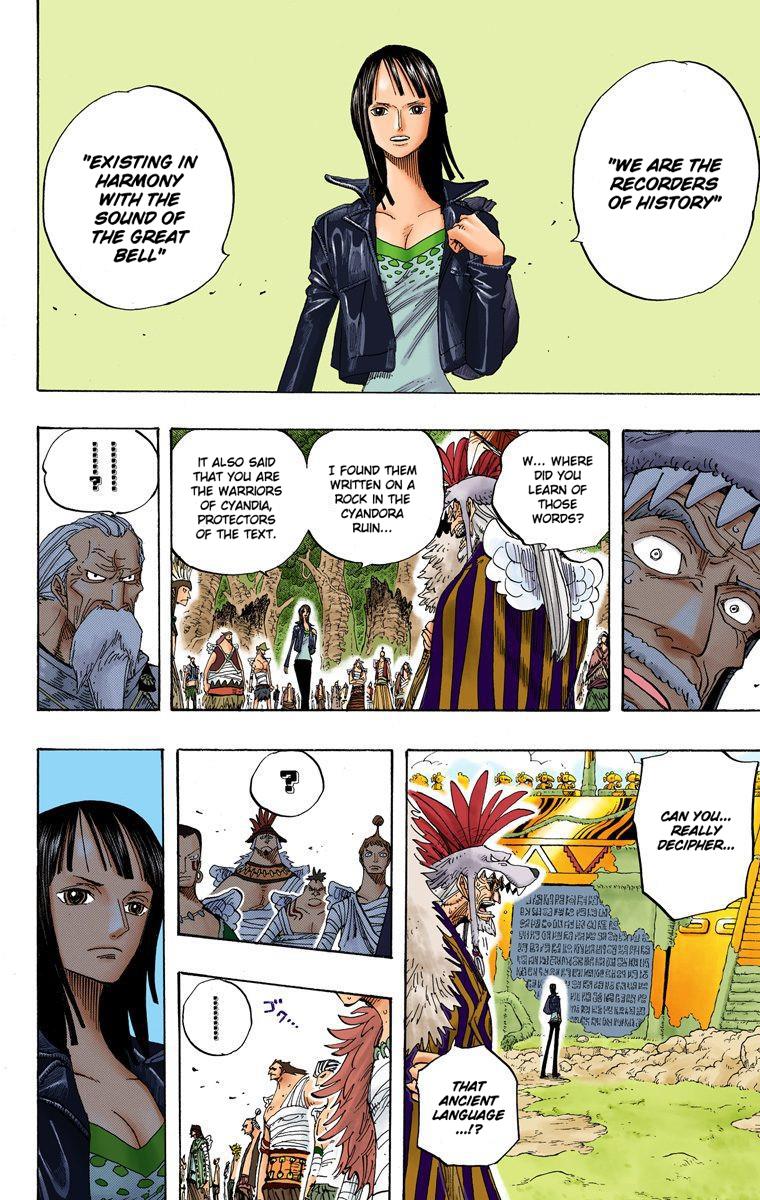 "WE ARE THE
RECORDERS
OF HISTORY"
"EXISTING IN
HARMONY
WITH THE
SOUND OF
THE GREAT
BELL"
W... WHERE
DID YOU
LEARN OF
THOSE
WORDS?
I FOUND THEM
WRITTEN ON A
ROCK IN THE
CYANDORA
RUIN...
IT ALSO SAID
THAT YOU ARE
THE WARRIORS
OF CYANDIA,
PROTECTORS
OF THE TEXT.
!!
?
CAN YOU...
REALLY
DECIPHER...
THAT
ANCIENT
LANGUAGE
...!?
?
ゴク...